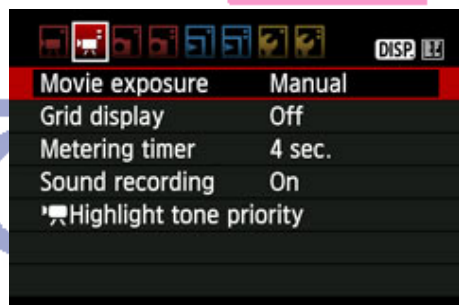 DISP.
Movie exposure Manual
Grid display Off
Metering timer 4 sec.
Sound recording On
Highlight tone priority